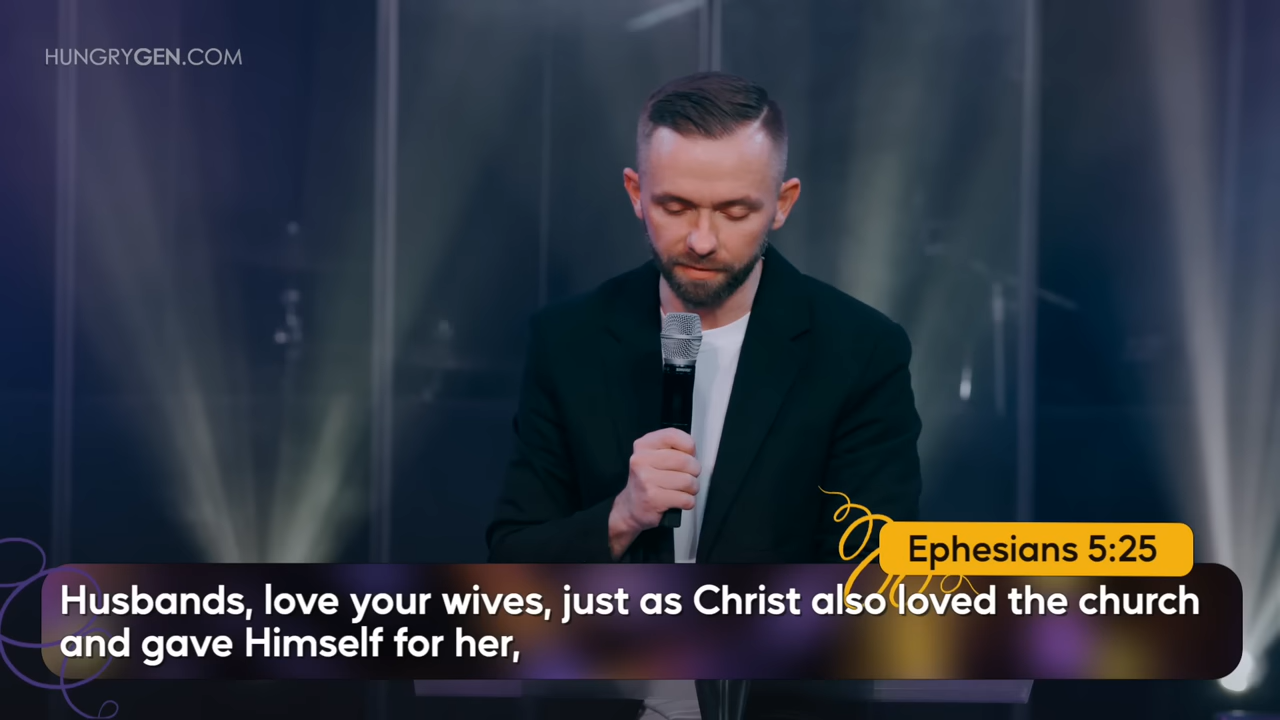 HUNGRYGEN.COM
Ephesians 5:25
Husbands, love your wives, just as Christ also loved the church
and gave Himself for her,